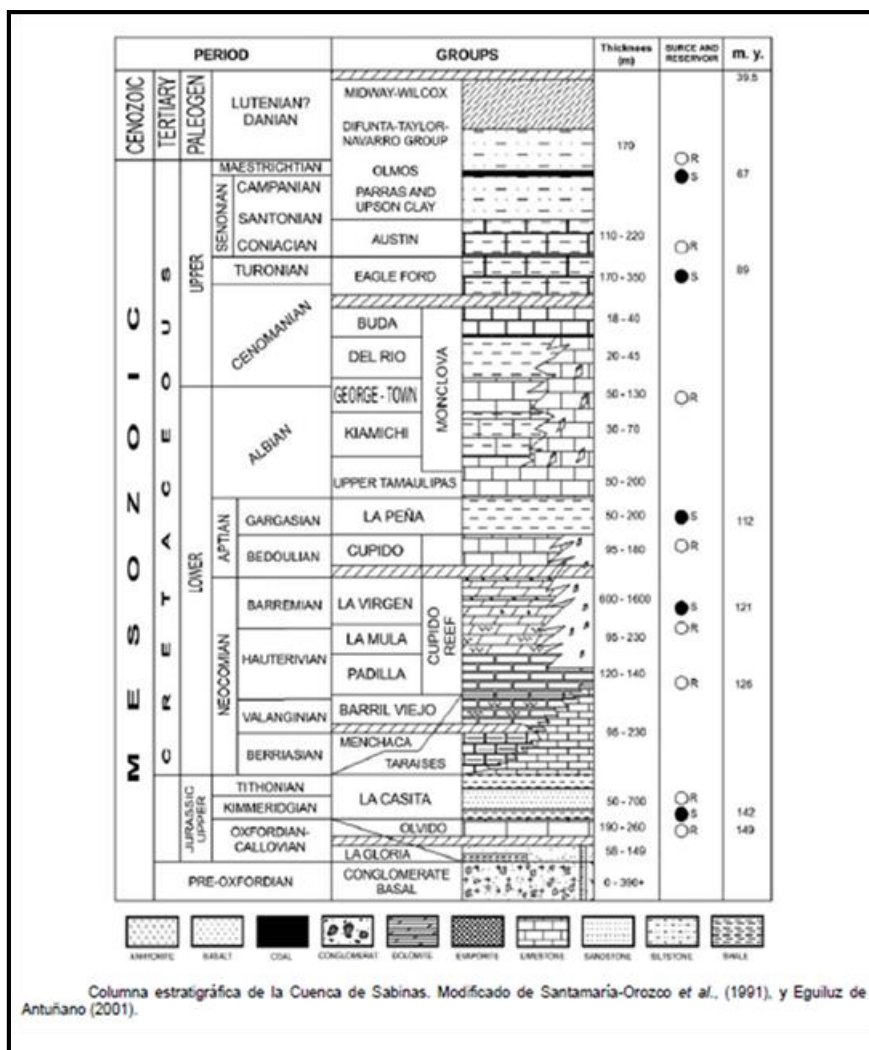 PERIOD GROUPS Thicknees (m) SURCE AND RESERVOIR m. y.
CENOZOIC
TERTIARY
PALEOGEN
LUTENIAN?
DANIAN
MIDWAY-WILCOX
DIFUNTA-TAYLOR-
NAVARRO GROUP
179
39.5
R
MESOZOIC
CRETACEOUS
UPPER
MAESTRICHTIAN
OLMOS
S
67
SENONIAN
CAMPANIAN
SANTONIAN
CONIACIAN
PARRAS AND
UPSON CLAY
AUSTIN
110 - 220
R
TURONIAN
EAGLE FORD
170 - 350
S
89
CENOMANIAN
BUDA
18 - 40
DEL RIO
20 - 45
MONCLOVA
LOWER
ALBIAN
GEORGE - TOWN
50 - 130
R
KIAMICHI
30 - 70
UPPER TAMAULIPAS
50 - 200
APTIAN
GARGASIAN
LA PEÑA
50 - 200
S
112
BEDOULIAN
CUPIDO
95 - 180
R
NEOCOMIAN
BARREMIAN
LA VIRGEN
600 - 1600
S
121
CUPIDO
REEF
HAUTERIVIAN
LA MULA
95 - 230
R
PADILLA
120 - 140
R
126
VALANGINIAN
BARRIL VIEJO
BERRIASIAN
MENCHACA
TARAISES
95 - 230
JURASSIC
UPPER
TITHONIAN
KIMMERIDGIAN
LA CASITA
50 - 700
R
S
142
OXFORDIAN-
CALLOVIAN
OLVIDO
190 - 260
R
149
LA GLORIA
58 - 149
PRE-OXFORDIAN
CONGLOMERATE
BASAL
0 - 390+
ANHYDRITE BASALT COAL CONGLOMERAT DOLOMITE EVAPORITE LIMESTONE SANDSTONE SILTSTONE SHALE
Columna estratigráfica de la Cuenca de Sabinas. Modificado de Santamaría-Orozco et al., (1991), y Eguiluz de
Antuñano (2001).